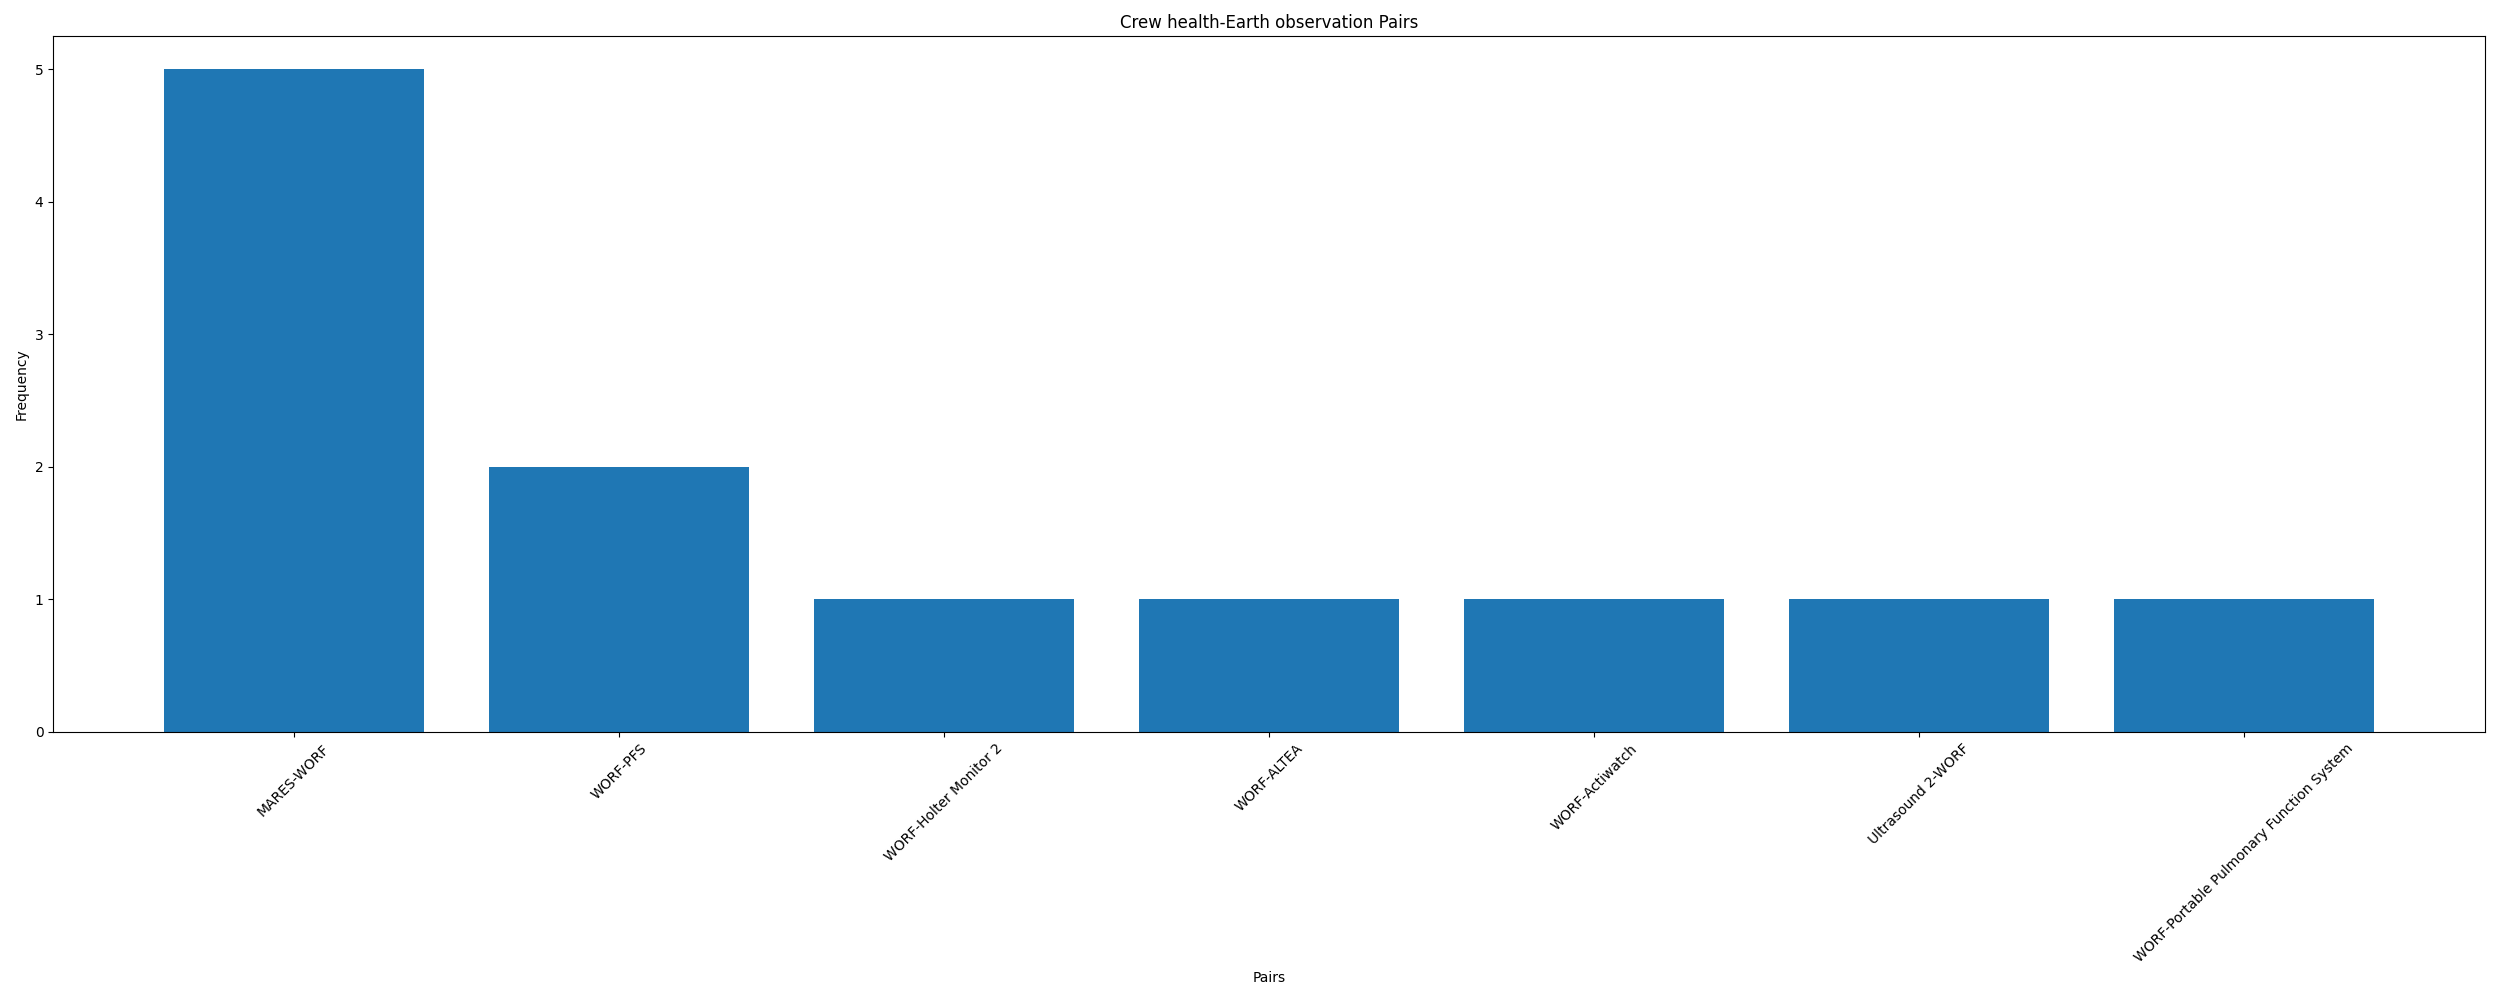 Crew health-Earth observation Pairs
Frequency
5
4
3
2
1
0
MARES-WORF
WORF-PFS
WORF-Holter Monitor 2
WORF-ALTEA
WORF-Actiwatch
Ultrasound 2-WORF
WORF-Portable Pulmonary Function System
Pairs